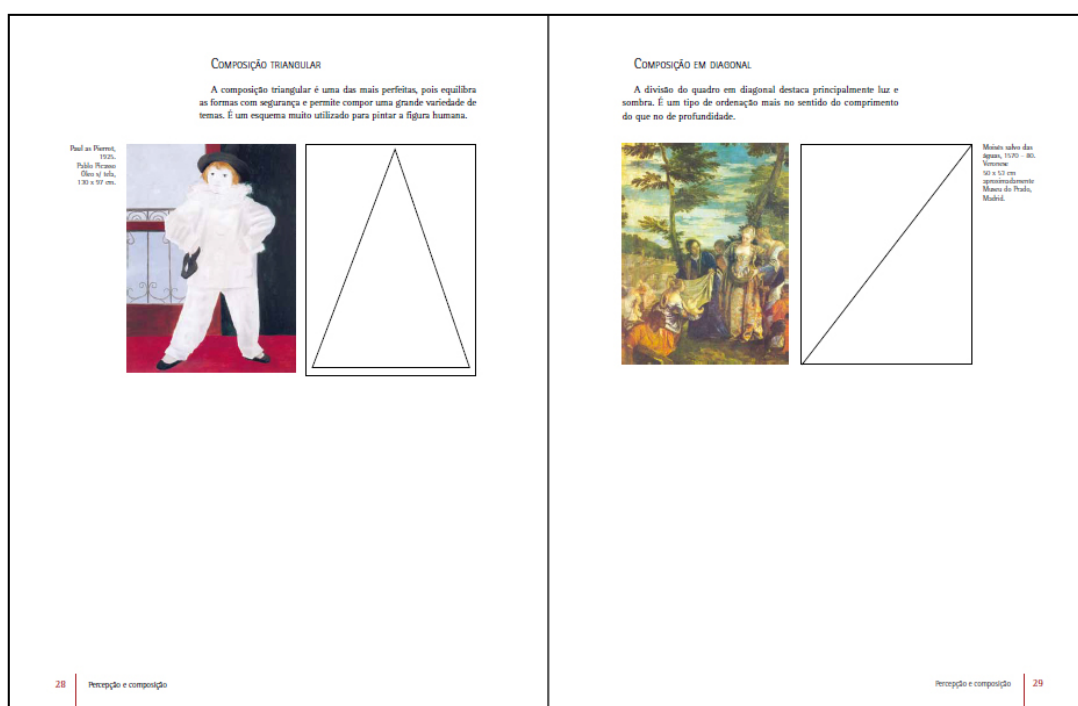 COMPOSIÇÃO TRIANGULAR
A composição triangular é uma das mais perfeitas, pois equilibra
as formas com segurança e permite compor uma grande variedade de
temas. É um esquema muito utilizado para pintar a figura humana.
Paul as Pierrot,
1925.
Pablo Picasso
Óleo s/ tela,
130 x 97 cm.
28
Percepção e composição
COMPOSIÇÃO EM DIAGONAL
A divisão do quadro em diagonal destaca principalmente luz e
sombra. É um tipo de ordenação mais no sentido do comprimento
do que no de profundidade.
Moisés salvo das
águas, 1570 - 80.
Veronese
50 x 53 cm
aproximadamente
Museu do Prado,
Madrid.
Percepção e composição
29